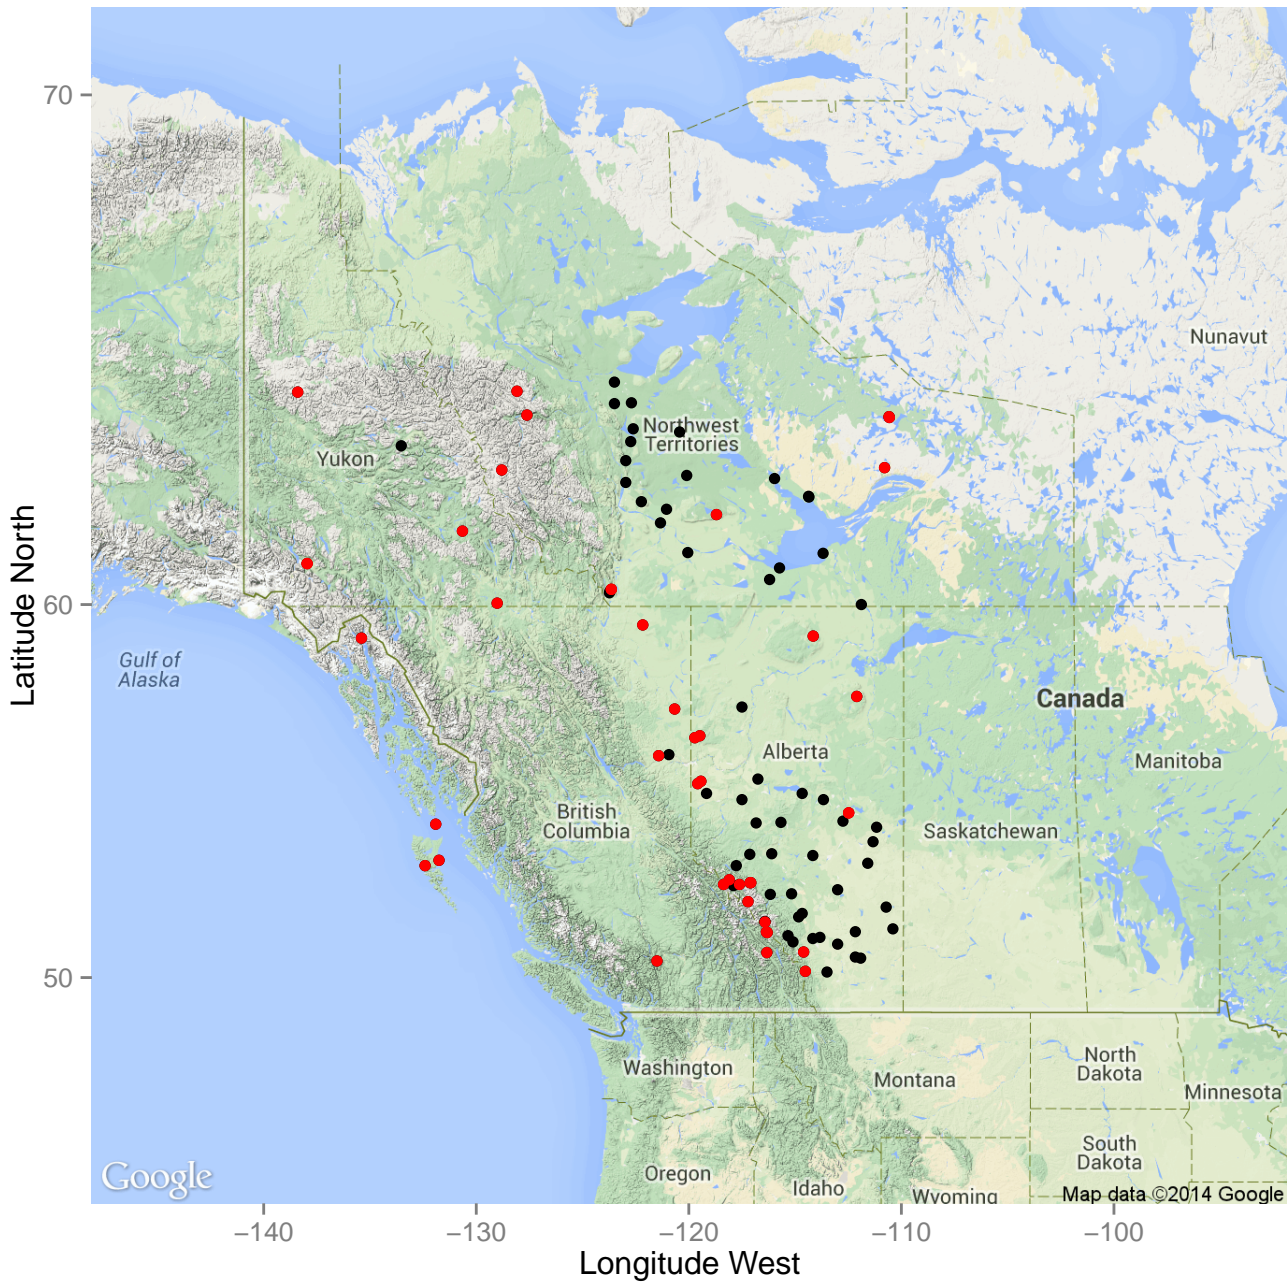 70
Nunavut
Northwest
Territories
Yukon
Latitude North
60
Gulf of
Alaska
Canada
Alberta
Manitoba
British
Columbia
Saskatchewan
50
Washington
North
Dakota
Montana
Minnesota
South
Dakota
Oregon
Idaho
Wyoming
Google
Map data ©2014 Google
−140
−130
−120
−110
−100
Longitude West